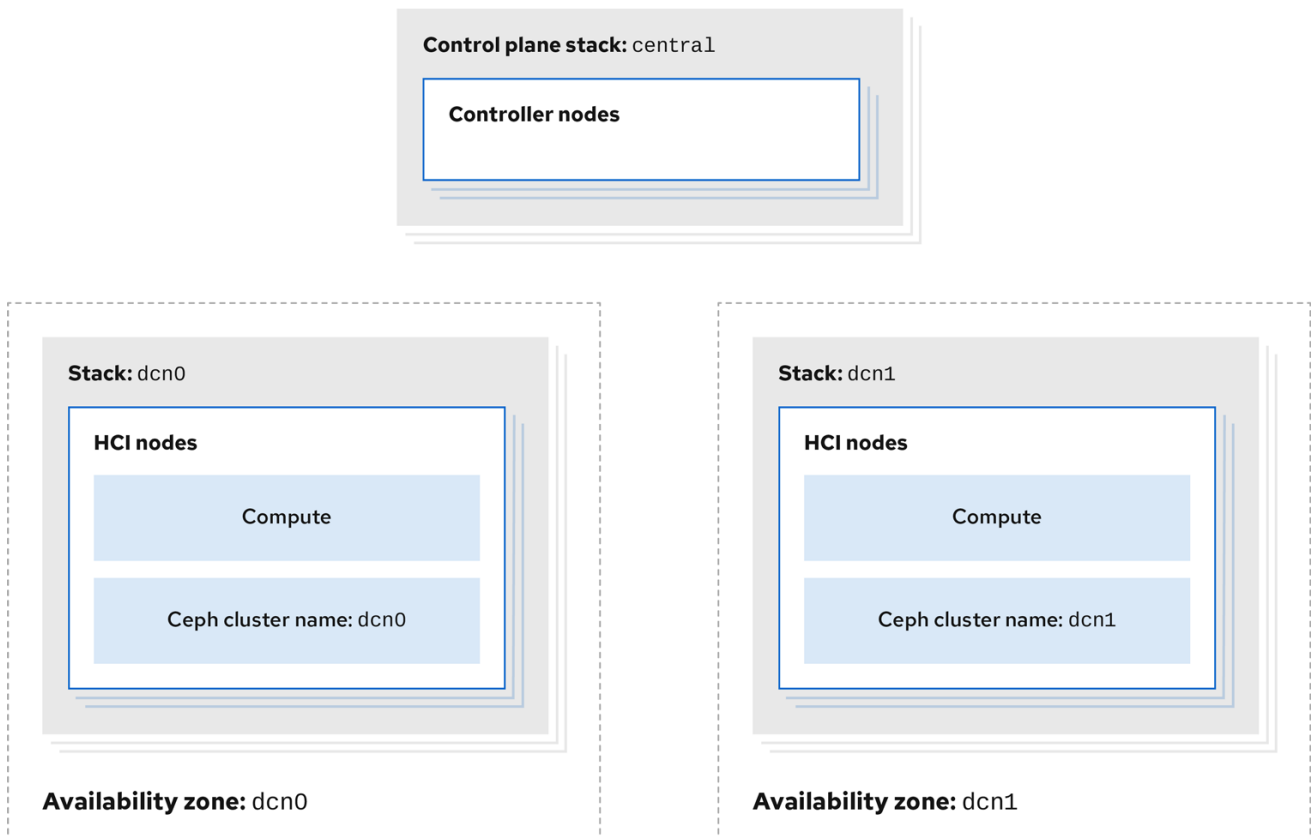 Control plane stack: central
Controller nodes
Stack: dcn0
HCI nodes
Compute
Ceph cluster name: dcn0
Availability zone: dcn0
Stack: dcn1
HCI nodes
Compute
Ceph cluster name: dcn1
Availability zone: dcn1